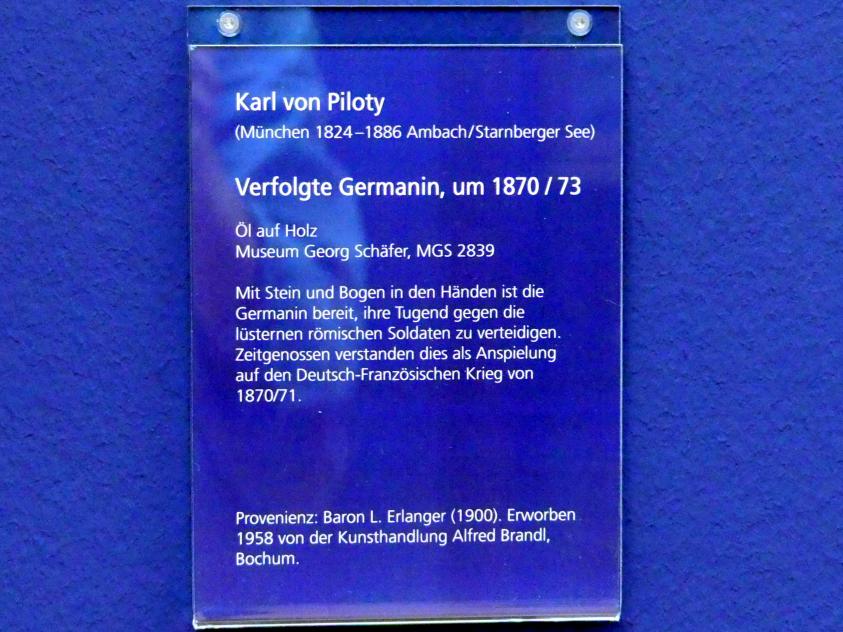 Karl von Piloty
(München 1824–1886 Ambach/Starnberger See)
Verfolgte Germanin, um 1870 / 73
Öl auf Holz
Museum Georg Schäfer, MGS 2839
Mit Stein und Bogen in den Händen ist die
Germanin bereit, ihre Tugend gegen die
lüsternen römischen Soldaten zu verteidigen.
Zeitgenossen verstanden dies als Anspielung
auf den Deutsch-Französischen Krieg von
1870/71.
Provenienz: Baron L. Erlanger (1900). Erworben
1958 von der Kunsthandlung Alfred Brandl,
Bochum.